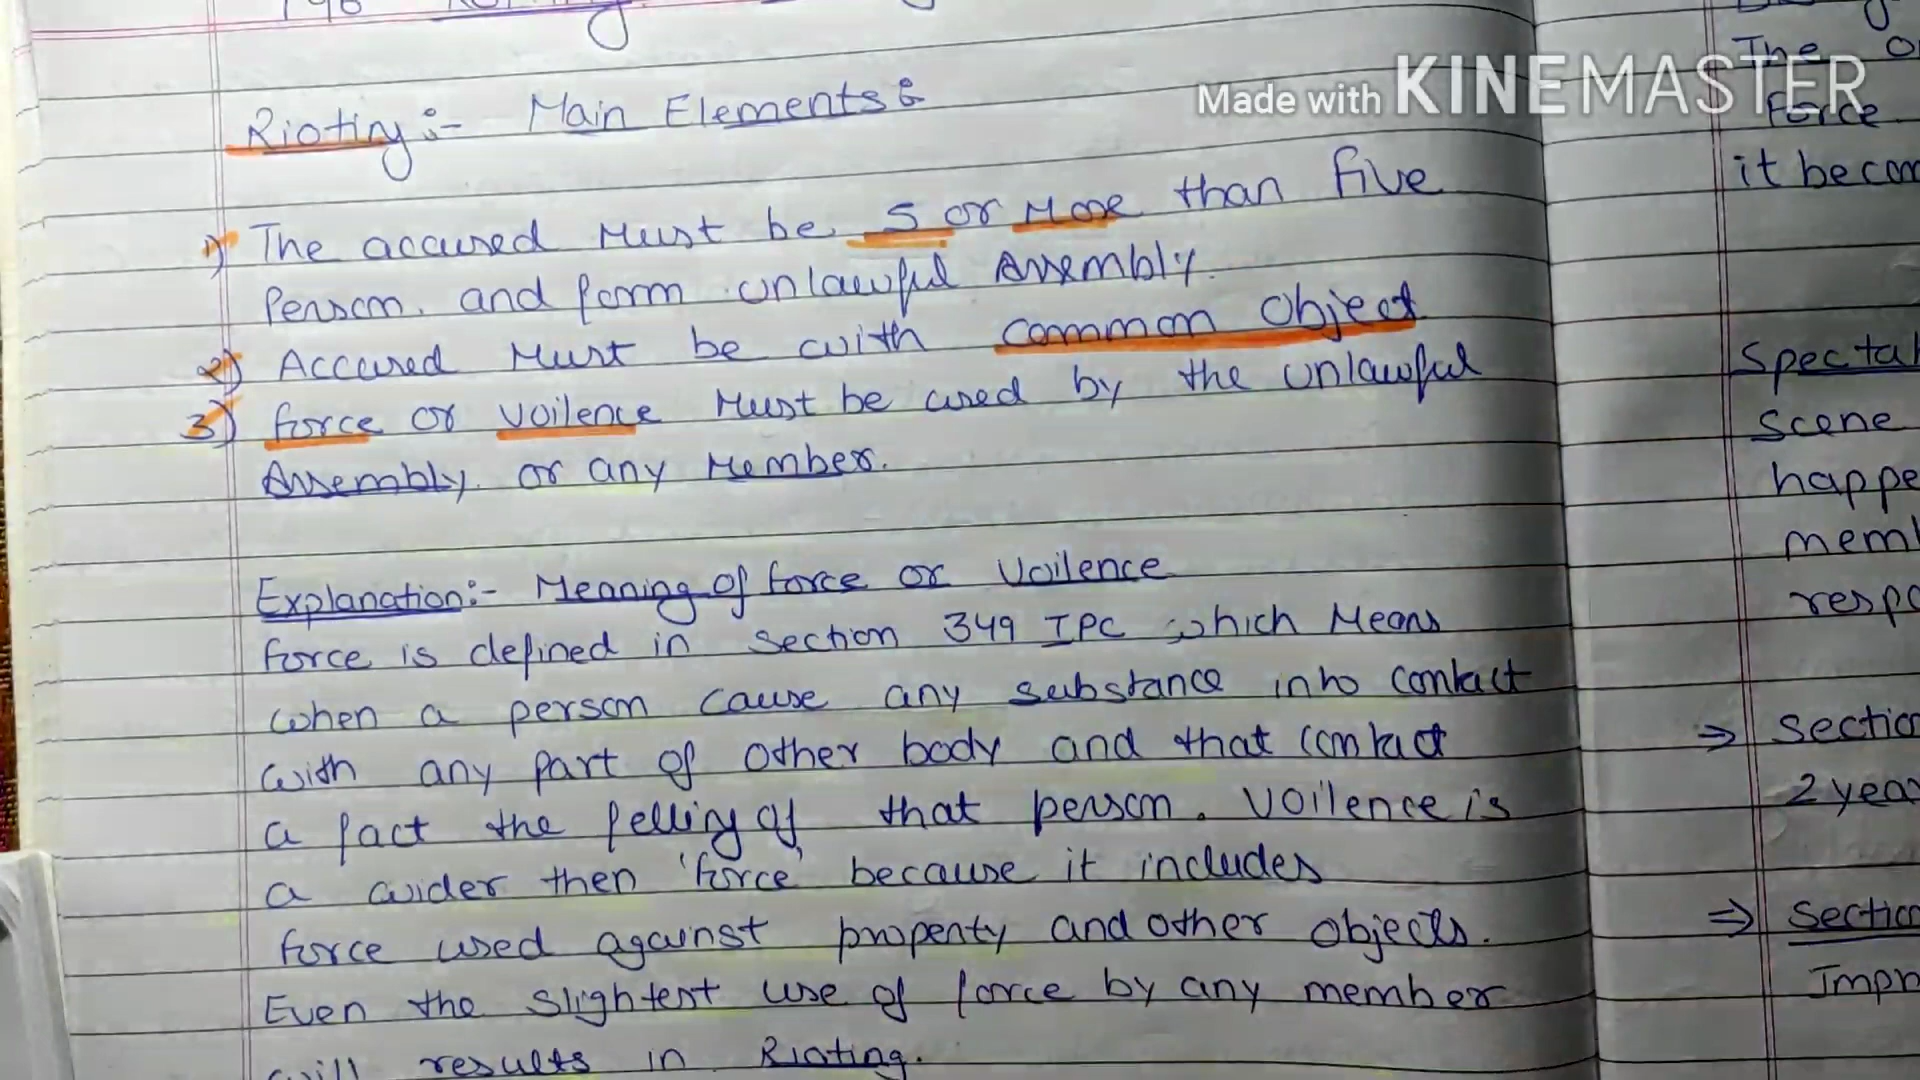 Made with KINEMASTER
Rioting:- Main Elements:
1) The accused Must be 5 or More than five
Person. and form unlawful Assembly.
2) Accused Must be with common Object
3) force or Voilence Must be used by the unlawful
Assembly. or any Member.
Explanation:- Meaning of force or Voilence
force is defined in Section 349 IPC which Means
when a person cause any substance into contact
with any part of other body and that contact
a fact the felling of that person. Voilence is
a wider then 'force' because it includes
force used against property and other objects.
Even the slightest use of force by any member
will results in Rioting.
The
force
it becom
Spectal
Scene
happe
memb
respo
⇒ Section
2 year
⇒ Section
Impr